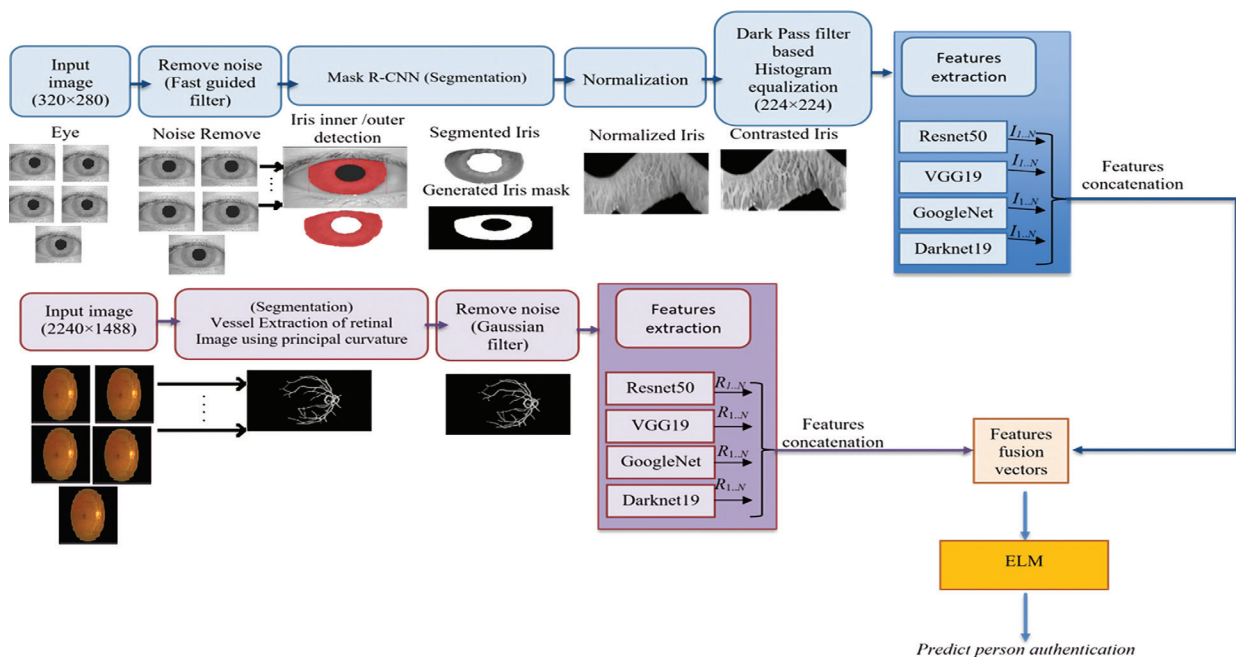 Input
image
(320×280)
Remove noise
(Fast guided
filter)
Mask R-CNN (Segmentation)
Normalization
Dark Pass filter
based
Histogram
equalization
(224×224)
Features
extraction
Eye
Noise Remove
Iris inner /outer
detection
Segmented Iris
Generated Iris mask
Normalized Iris
Contrasted Iris
Resnet50
I1..N
VGG19
I1..N
GoogleNet
I1..N
Darknet19
I1..N
Features
concatenation
Input image
(2240×1488)
(Segmentation)
Vessel Extraction of retinal
Image using principal curvature
Remove noise
(Gaussian
filter)
Features
extraction
Resnet50
R1..N
VGG19
R1..N
GoogleNet
R1..N
Darknet19
R1..N
Features
concatenation
Features
fusion
vectors
ELM
Predict person authentication